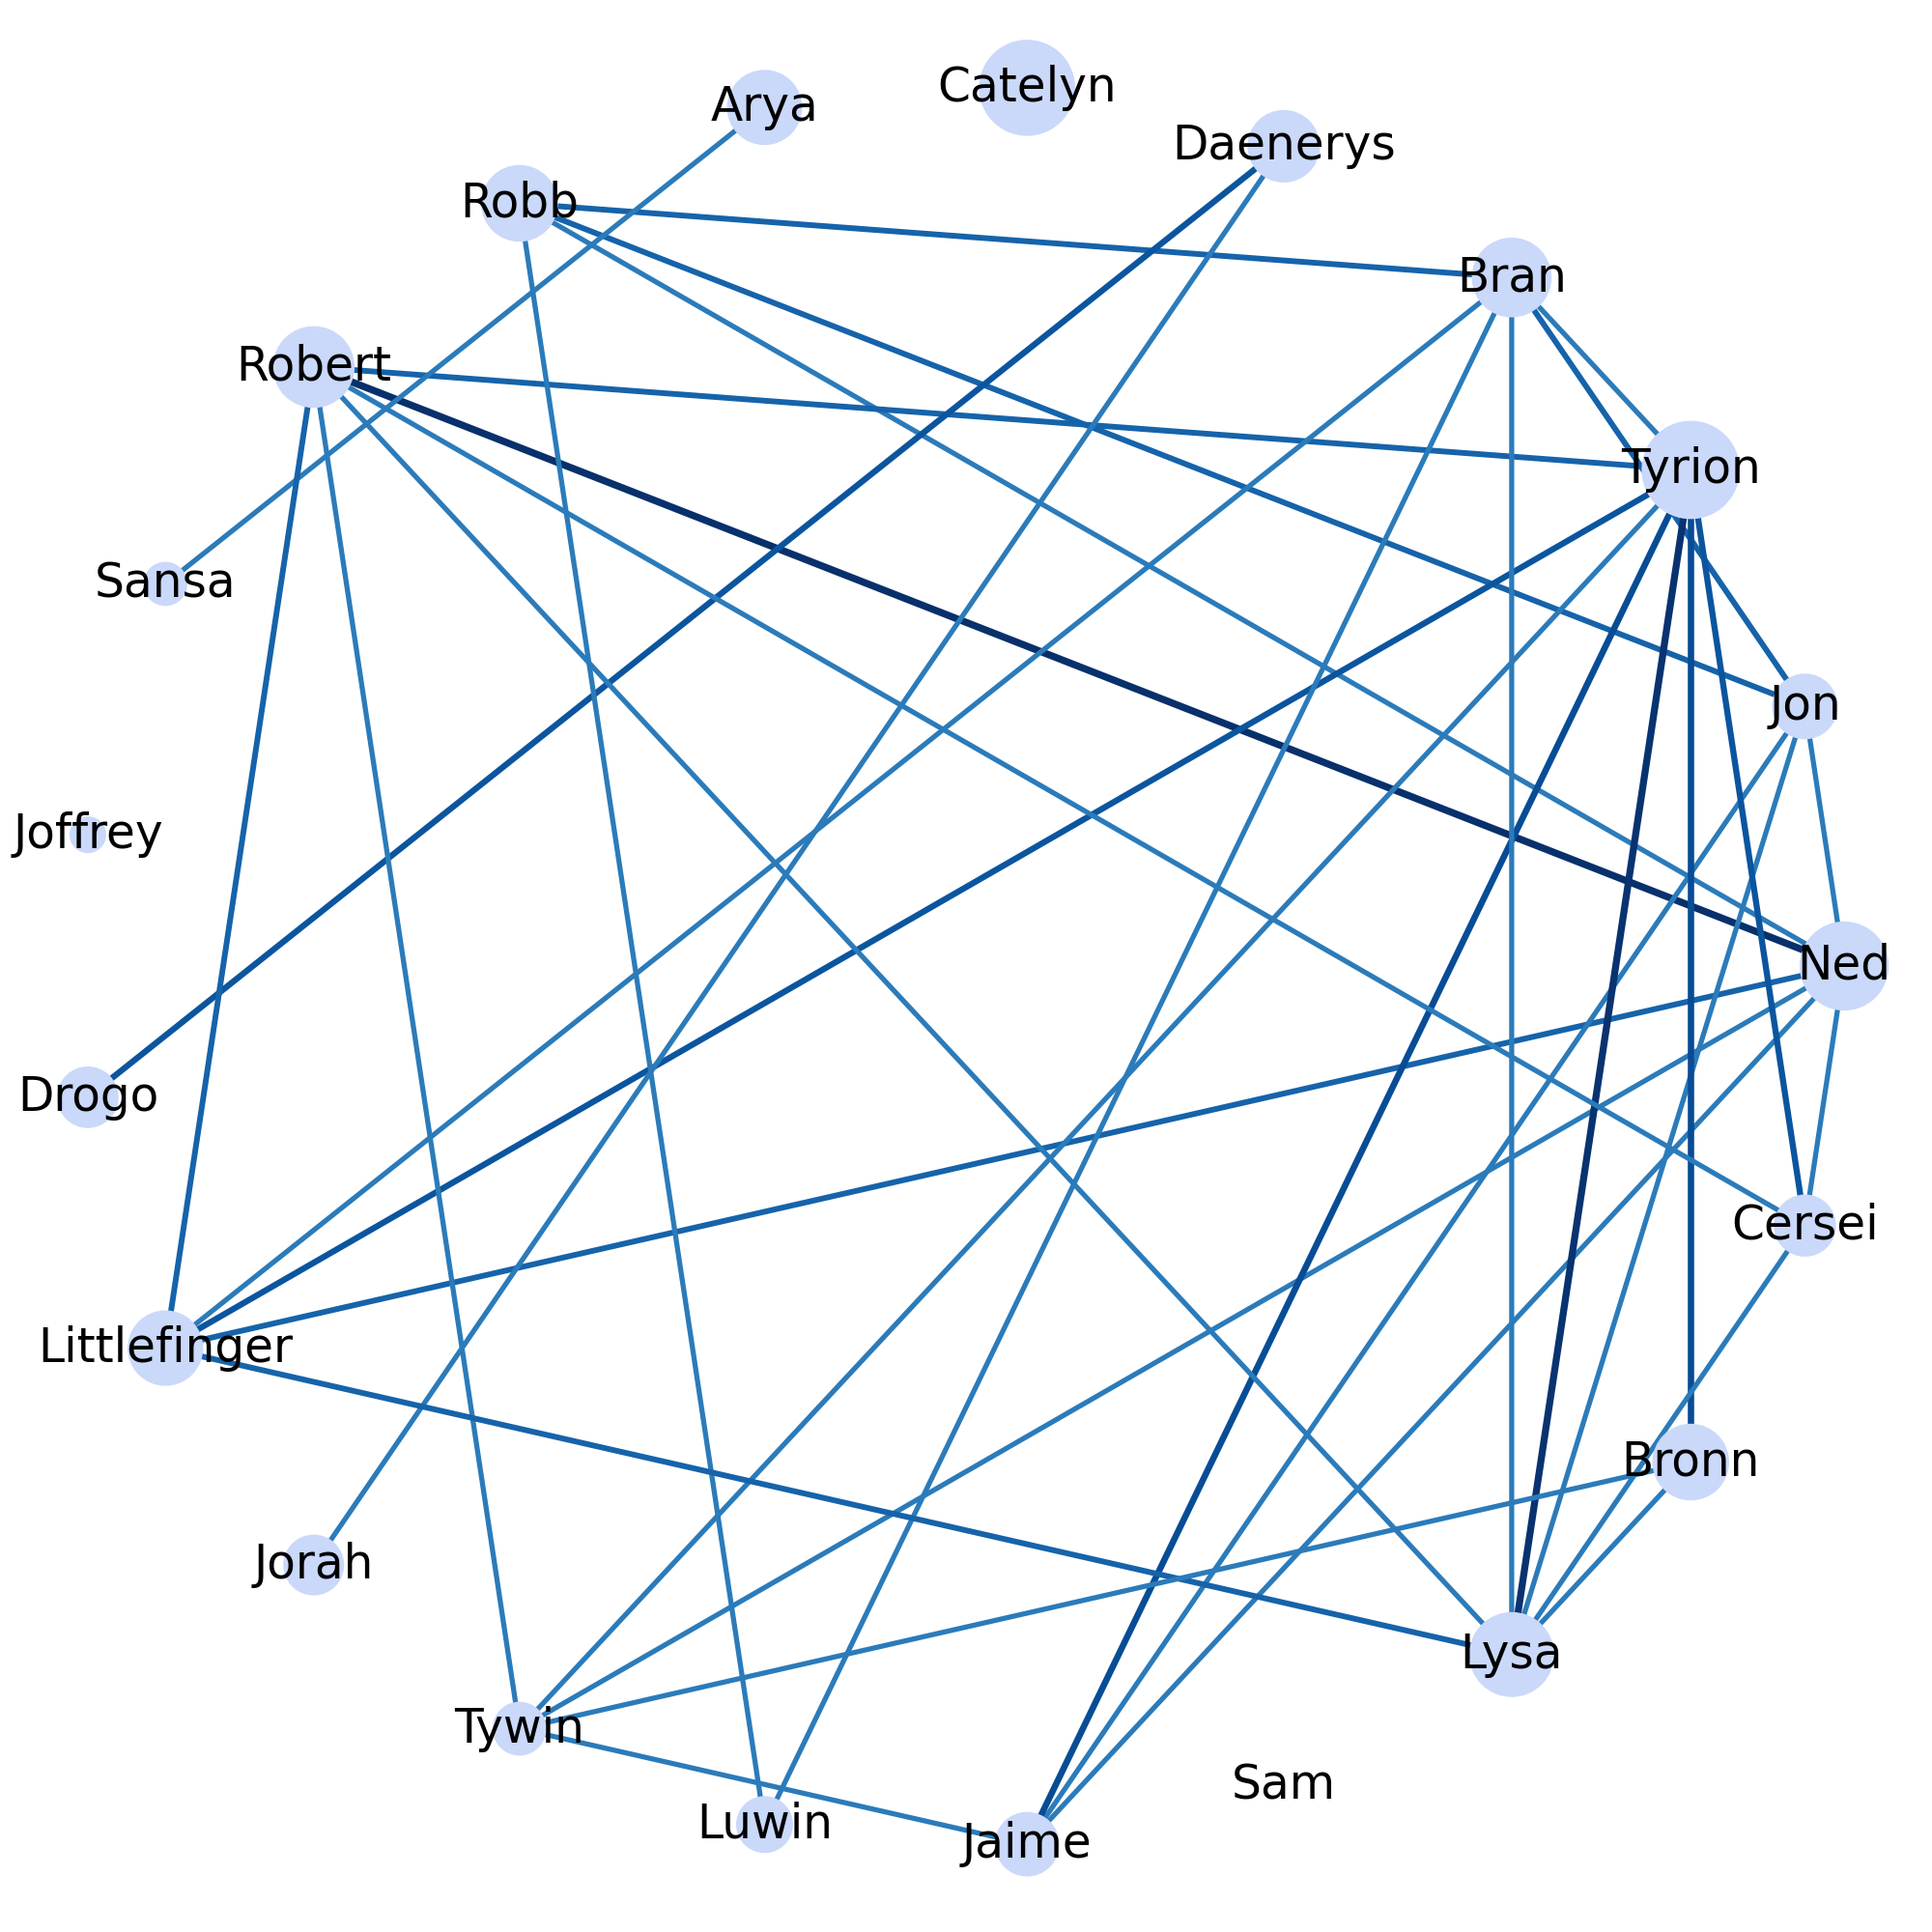 Catelyn
Arya
Daenerys
Robb
Bran
Robert
Tyrion
Sansa
Jon
Joffrey
Ned
Drogo
Cersei
Littlefinger
Bronn
Jorah
Lysa
Tywin
Sam
Luwin
Jaime